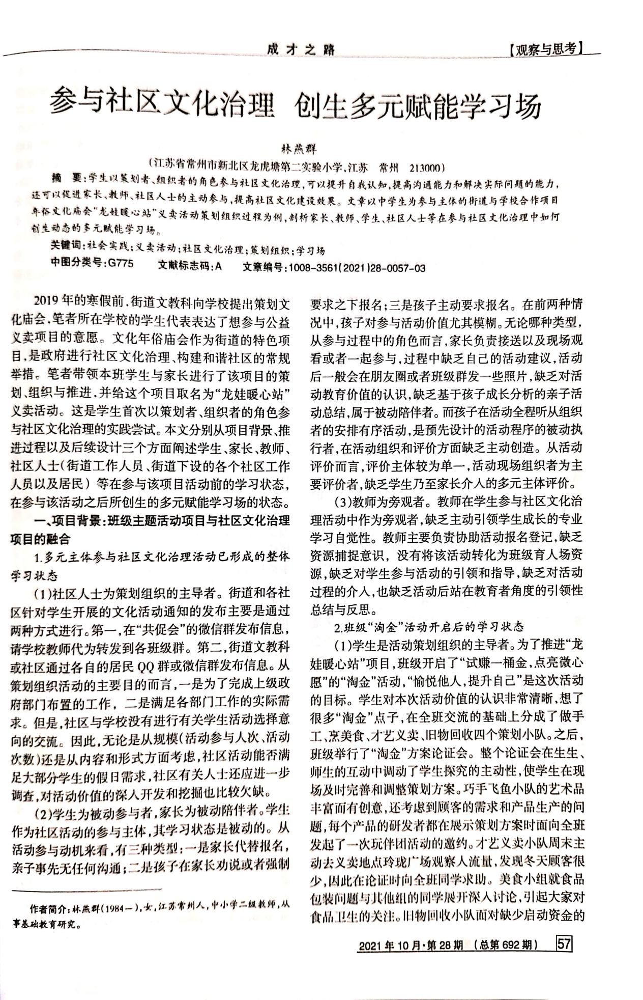 成才之路
【观察与思考】
参与社区文化治理 创生多元赋能学习场
林燕群
(江苏省常州市新北区龙虎塘第二实验小学,江苏 常州 213000)
摘 要:学生以策划者、组织者的角色参与社区文化治理,可以提升自我认知,提高沟通能力和解决实际问题的能力,
还可以促进家长、教师、社区人士的主动参与,提高社区文化建设效果。文章以中学生为参与主体的街道与学校合作项目
年俗文化庙会“龙娃暖心站”义卖活动策划组织过程为例,剖析家长、教师、学生、社区人士等在参与社区文化治理中如何
创生动态的多元赋能学习场。
关键词:社会实践;义卖活动;社区文化治理;策划组织;学习场
中图分类号:G775 文献标志码:A 文章编号:1008-3561(2021)28-0057-03
2019 年的寒假前,街道文教科向学校提出策划文
化庙会,笔者所在学校的学生代表表达了想参与公益
义卖项目的意愿。文化年俗庙会作为街道的特色项
目,是政府进行社区文化治理、构建和谐社区的常规
举措。笔者带领本班学生与家长进行了该项目的策
划、组织与推进,并给这个项目取名为“龙娃暖心站”
义卖活动。这是学生首次以策划者、组织者的角色参
与社区文化治理的实践尝试。本文分别从项目背景、推
进过程以及后续设计三个方面阐述学生、家长、教师、
社区人士(街道工作人员、街道下设的各个社区工作
人员以及居民)等在参与该项目活动前的学习状态,
在参与该活动之后所创生的多元赋能学习场的状态。
一、项目背景:班级主题活动项目与社区文化治理
项目的融合
1.多元主体参与社区文化治理活动已形成的整体
学习状态
(1)社区人士为策划组织的主导者。街道和各社
区针对学生开展的文化活动通知的发布主要是通过
两种方式进行。第一,在“共促会”的微信群发布信息,
请学校教师代为转发到各班级群。第二,街道文教科
或社区通过各自的居民 QQ 群或微信群发布信息。从
策划组织活动的主要目的而言,一是为了完成上级政
府部门布置的工作,二是满足各部门工作的实际需
求。但是,社区与学校没有进行有关学生活动选择意
向的交流。因此,无论是从规模(活动参与人次、活动
次数)还是从内容和形式方面考虑,社区活动能否满
足大部分学生的假日需求,社区有关人士还应进一步
调查,对活动价值的深入开发和挖掘也比较欠缺。
(2)学生为被动参与者,家长为被动陪伴者。学生
作为社区活动的参与主体,其学习状态是被动的。从
活动参与动机来看,有三种类型:一是家长代替报名,
亲子事先无任何沟通;二是孩子在家长劝说或者强制
作者简介:林燕群(1984-),女,江苏常州人,中小学二级教师,从
事基础教育研究。
要求之下报名;三是孩子主动要求报名。在前两种情
况中,孩子对参与活动价值尤其模糊。无论哪种类型,
从参与过程中的角色而言,家长负责接送以及现场观
看或者一起参与,过程中缺乏自己的活动建议,活动
后一般会在朋友圈或者班级群发一些照片,缺乏对活
动教育价值的认识,缺乏基于孩子成长分析的亲子活
动总结,属于被动陪伴者。而孩子在活动全程听从组织
者的安排有序活动,是预先设计的活动程序的被动执
行者,在活动组织和评价方面缺乏主动创造。从活动
评价而言,评价主体较为单一,活动现场组织者为主
要评价者,缺乏学生乃至家长介入的多元主体评价。
(3)教师为旁观者。教师在学生参与社区文化治
理活动中作为旁观者,缺乏主动引领学生成长的专业
学习自觉性。教师主要负责协助活动报名登记,缺乏
资源捕捉意识,没有将该活动转化为班级育人场资
源,缺乏对学生参与活动的引领和指导,缺乏对活动
过程的介入,也缺乏活动后站在教育者角度的引领性
总结与反思。
2.班级“淘金”活动开启后的学习状态
(1)学生是活动策划组织的主导者。为了推进“龙
娃暖心站”项目,班级开启了“试赚一桶金,点亮微心
愿”的“淘金”活动,“愉悦他人,提升自己”是这次活动
的目标。学生对本次活动价值的认识非常清晰,想了
很多“淘金”点子,在全班交流的基础上分成了做手
工、烹美食、才艺义卖、旧物回收四个策划小队。之后,
班级举行了“淘金”方案论证会。整个论证会在生生、
师生的互动中调动了学生探究的主动性,使学生在现
场及时完善和调整策划方案。巧手飞鱼小队的艺术品
丰富而有创意,还考虑到顾客的需求和产品生产的问
题,每个产品的研发者都在展示策划方案时面向全班
发起了一次玩伴团活动的邀约。才艺义卖小队周末主
动去义卖地点玲珑广场观察人流量,发现冬天顾客很
少,因此在论证时向全班同学求助。美食小组就食品
包装问题与其他组的同学展开深入讨论,引起大家对
食品卫生的关注。旧物回收小队面对缺少启动资金的
2021 年 10 月·第 28 期 (总第 692 期) 57